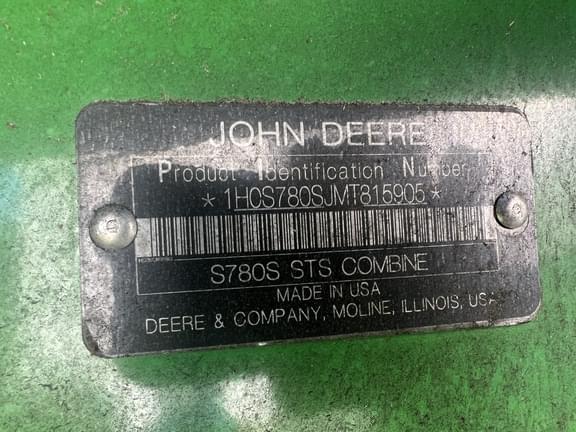 JOHN DEERE
Product Identification Number
*1H0S780SJMT815905*
S780S STS COMBINE
MADE IN USA
DEERE & COMPANY, MOLINE, ILLINOIS, USA